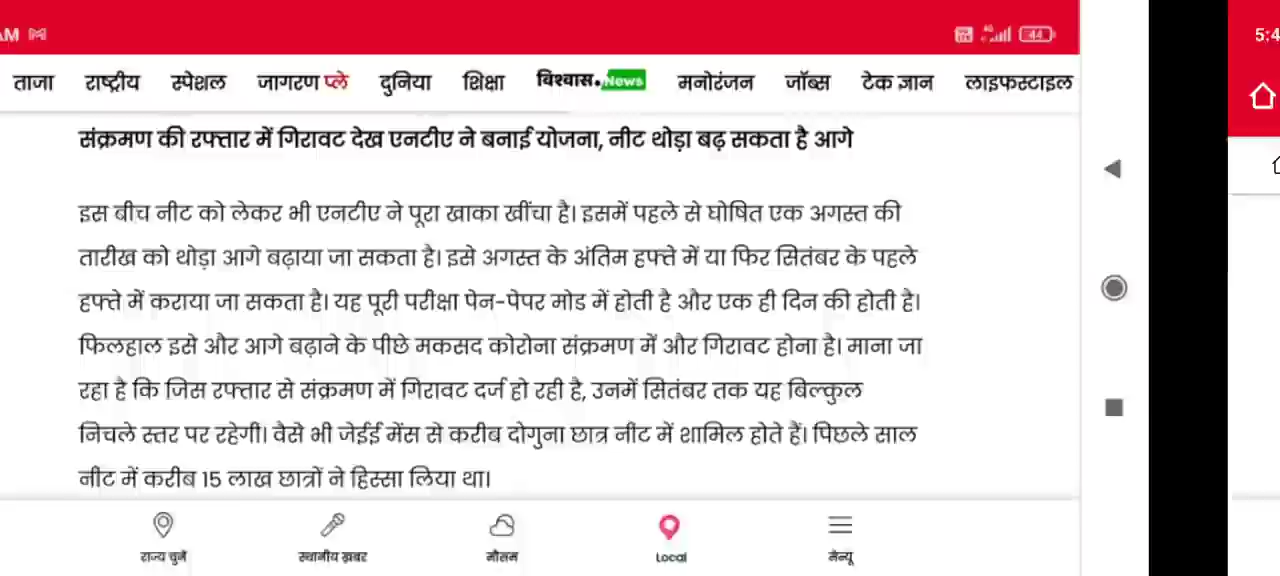 AM
44
5:4
ताजा राष्ट्रीय स्पेशल जागरण प्ले दुनिया शिक्षा विश्वास.News मनोरंजन जॉब्स टेक ज्ञान लाइफस्टाइल
संक्रमण की रफ्तार में गिरावट देख एनटीए ने बनाई योजना, नीट थोड़ा बढ़ सकता है आगे
इस बीच नीट को लेकर भी एनटीए ने पूरा खाका खींचा है। इसमें पहले से घोषित एक अगस्त की
तारीख को थोड़ा आगे बढ़ाया जा सकता है। इसे अगस्त के अंतिम हफ्ते में या फिर सितंबर के पहले
हफ्ते में कराया जा सकता है। यह पूरी परीक्षा पेन-पेपर मोड में होती है और एक ही दिन की होती है।
फिलहाल इसे और आगे बढ़ाने के पीछे मकसद कोरोना संक्रमण में और गिरावट होना है। माना जा
रहा है कि जिस रफ्तार से संक्रमण में गिरावट दर्ज हो रही है, उनमें सितंबर तक यह बिल्कुल
निचले स्तर पर रहेगी। वैसे भी जेईई मेंस से करीब दोगुना छात्र नीट में शामिल होते हैं। पिछले साल
नीट में करीब 15 लाख छात्रों ने हिस्सा लिया था।
राज्य चुनें स्थानीय ख़बर मौसम Local मेन्यू